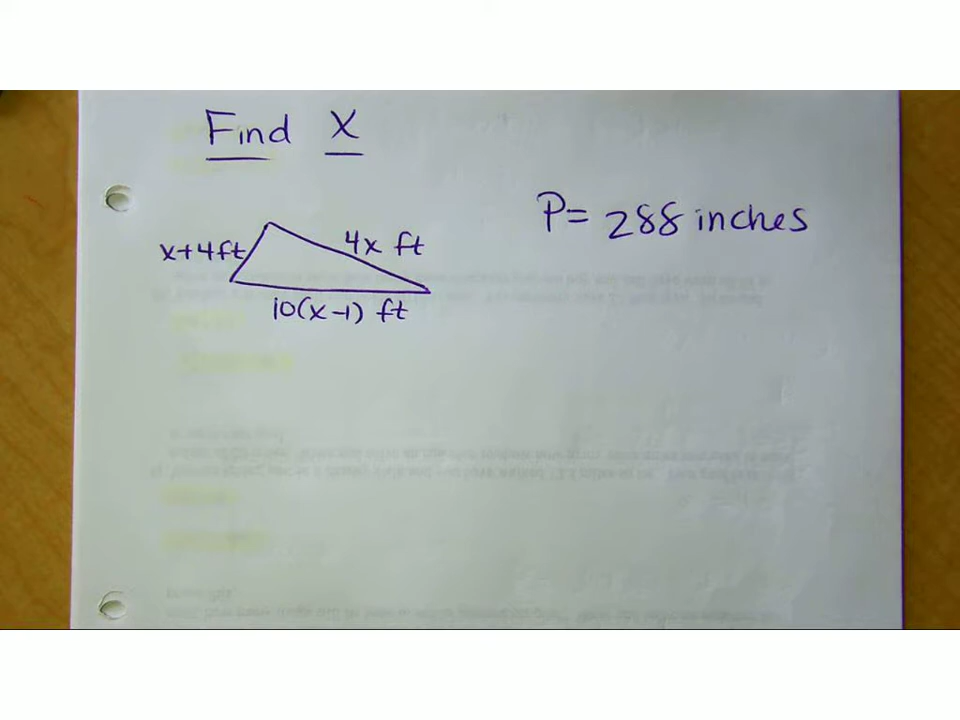 Find X
P= 288 inches
x+4ft
4x ft
10(x-1) ft